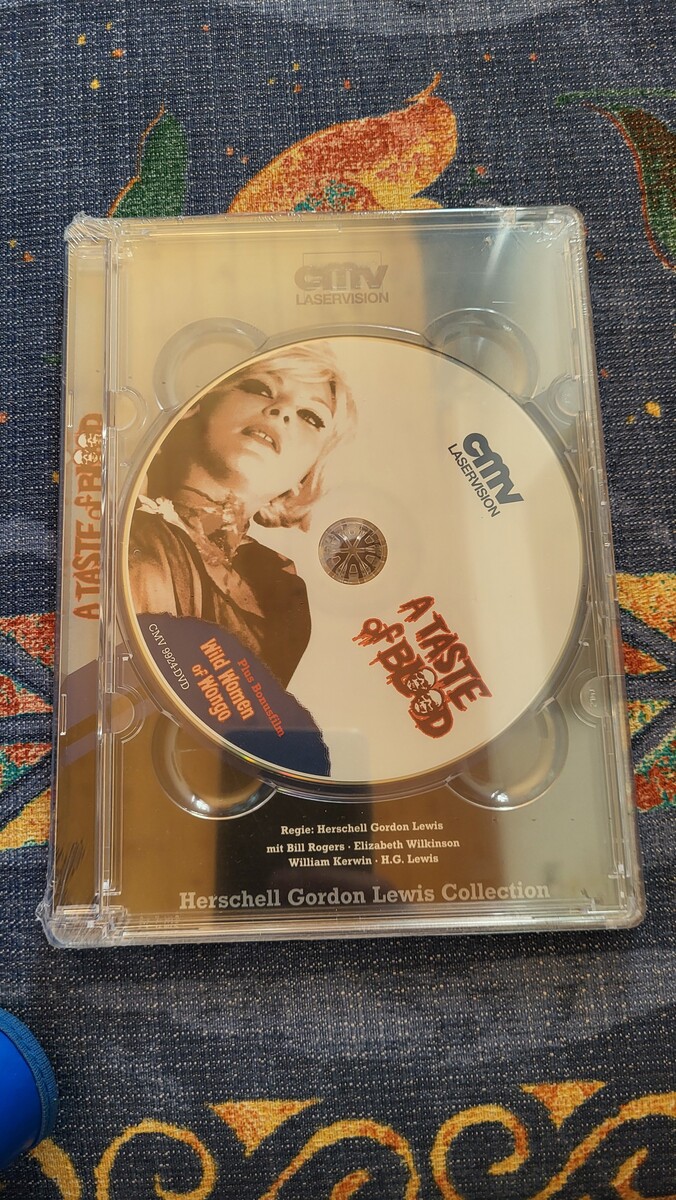 cmv
LASERVISION
A TASTE of BLOOD
cmv
LASERVISION
A TASTE
of BLOOD
Plus Bonusfilm
Wild Women
of Wongo
CMV 9924-DVD
Regie: Herschell Gordon Lewis
mit Bill Rogers · Elizabeth Wilkinson
William Kerwin · H.G. Lewis
Herschell Gordon Lewis Collection